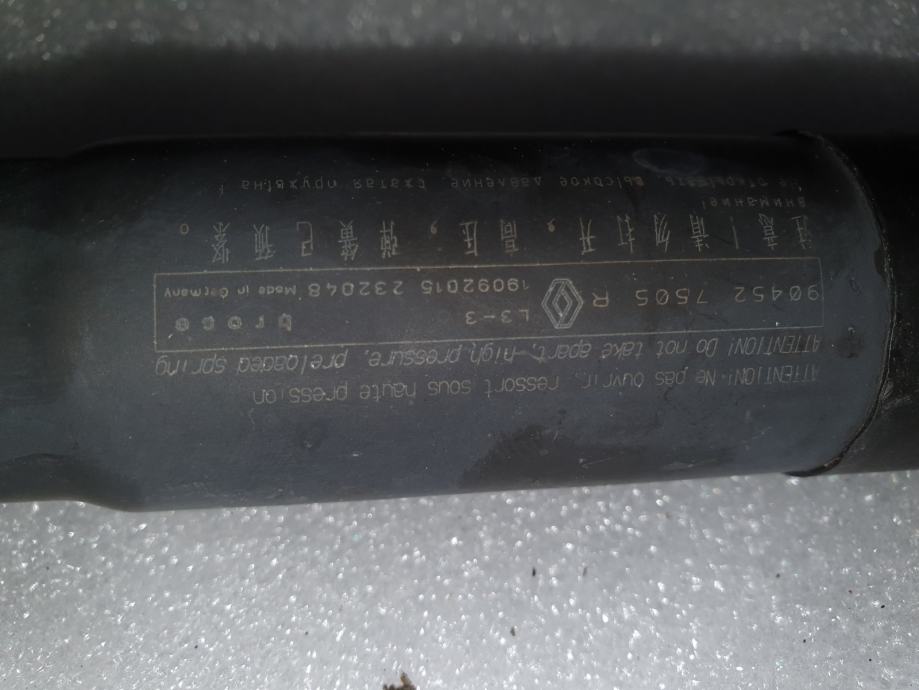 ATTENTION! Ne pas ouvrir, ressort sous haute pression
ATTENTION! Do not take apart, high pressure, preloaded spring
90452 7505 R L3-3 brose
19092015 232048 Made in Germany
注意！请勿打开，高压，弹簧已预紧。
Внимание!
Не открывать. Высокое давление. Сжатая пружина !